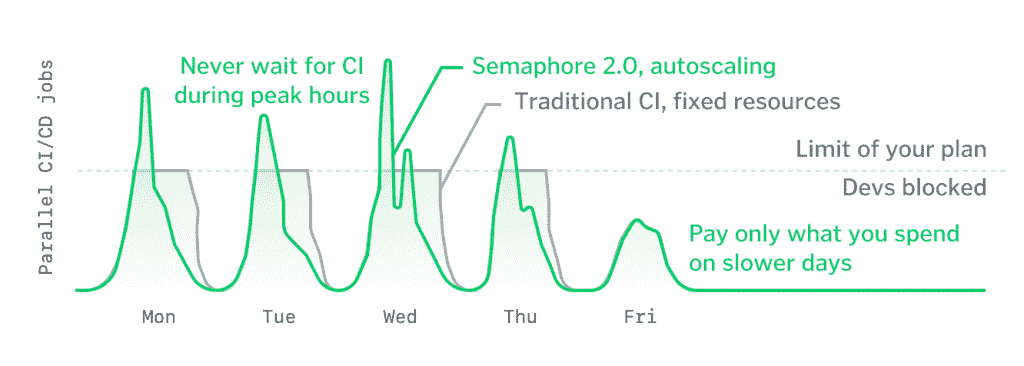 Parallel CI/CD jobs
Never wait for CI
during peak hours
Semaphore 2.0, autoscaling
Traditional CI, fixed resources
Limit of your plan
Devs blocked
Pay only what you spend
on slower days
Mon
Tue
Wed
Thu
Fri